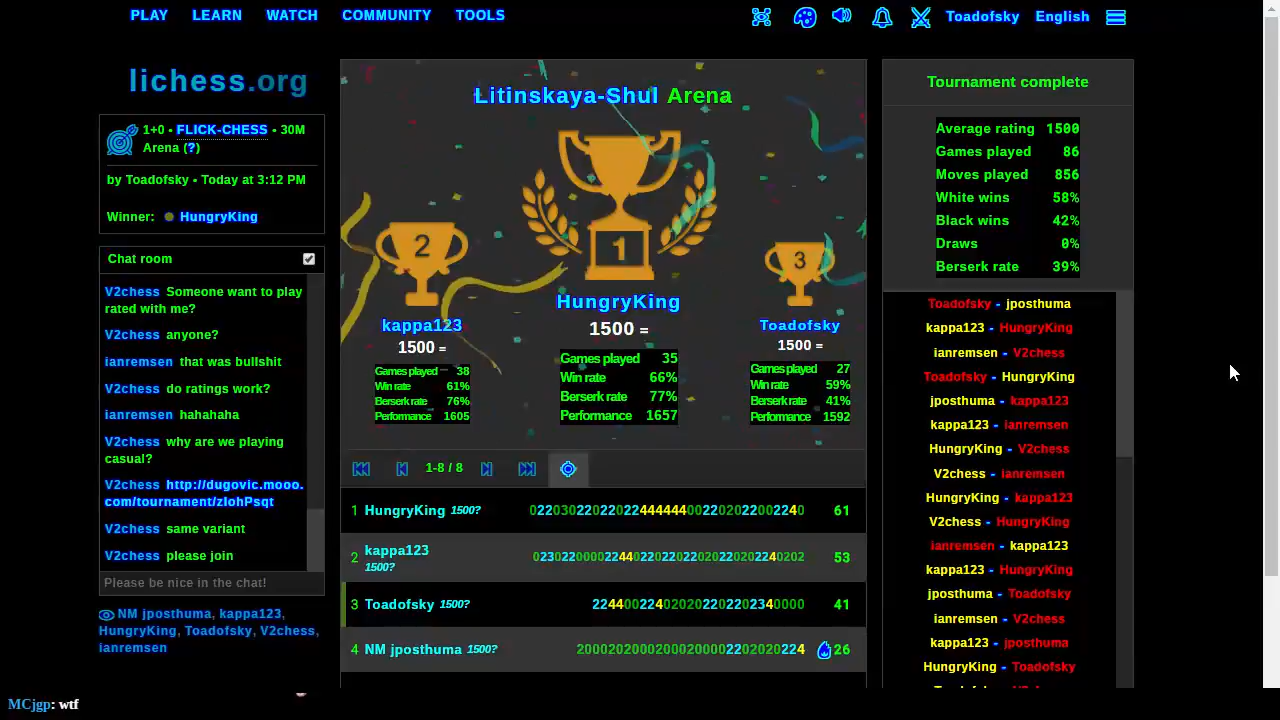 PLAY LEARN WATCH COMMUNITY TOOLS
Toadofsky English
lichess.org
1+0 • FLICK-CHESS • 30M
Arena (?)
by Toadofsky • Today at 3:12 PM
Winner: HungryKing
Chat room
V2chess Someone want to play
rated with me?
V2chess anyone?
ianremsen that was bullshit
V2chess do ratings work?
ianremsen hahahaha
V2chess why are we playing
casual?
V2chess http://dugovic.mooo.
com/tournament/zIohPsqt
V2chess same variant
V2chess please join
Please be nice in the chat!
NM jposthuma, kappa123,
HungryKing, Toadofsky, V2chess,
ianremsen
Litinskaya-Shul Arena
2
1
3
kappa123
1500 =
Games played 38
Win rate 61%
Berserk rate 76%
Performance 1605
HungryKing
1500 =
Games played 35
Win rate 66%
Berserk rate 77%
Performance 1657
Toadofsky
1500 =
Games played 27
Win rate 59%
Berserk rate 41%
Performance 1592
1-8 / 8
1 HungryKing 1500? 02203022022022444444002202022002240 61
2 kappa123 1500? 02302200002244022022022020220202240202 53
3 Toadofsky 1500? 224400224020202202202340000 41
4 NM jposthuma 1500? 20002020002000200002202020224 26
Tournament complete
Average rating 1500
Games played 86
Moves played 856
White wins 58%
Black wins 42%
Draws 0%
Berserk rate 39%
Toadofsky - jposthuma
kappa123 - HungryKing
ianremsen - V2chess
Toadofsky - HungryKing
jposthuma - kappa123
kappa123 - ianremsen
HungryKing - V2chess
V2chess - ianremsen
HungryKing - kappa123
V2chess - HungryKing
ianremsen - kappa123
kappa123 - HungryKing
jposthuma - Toadofsky
ianremsen - V2chess
kappa123 - jposthuma
HungryKing - Toadofsky
MCjgp: wtf